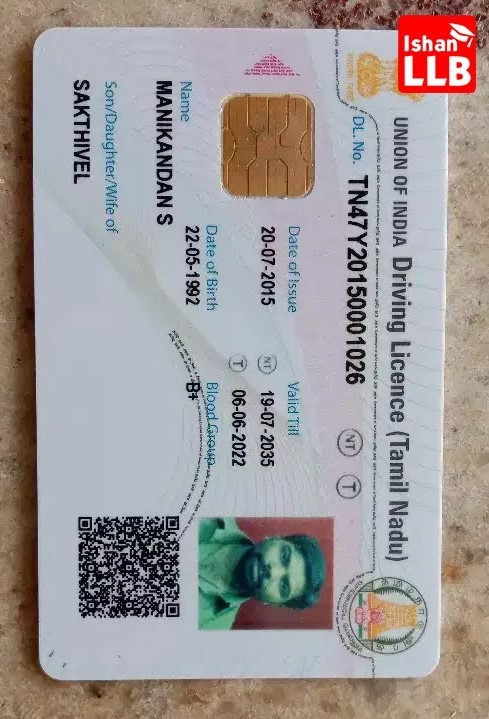 Ishan
LLB
UNION OF INDIA Driving Licence (Tamil Nadu)
DL. No. TN47Y20150001026 NT T
Date of Issue Valid Till
20-07-2015 NT 19-07-2035
T 06-06-2022
Date of Birth Blood Group
22-05-1992 B+
Name
MANIKANDAN S
Son/Daughter/Wife of
SAKTHIVEL